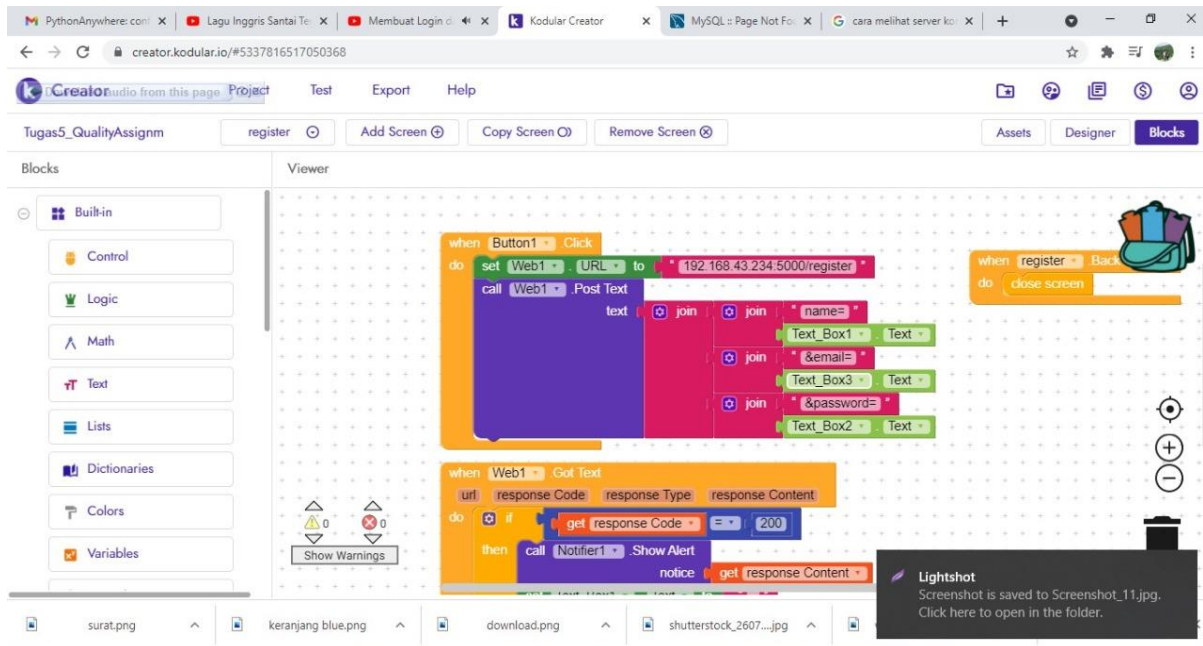 PythonAnywhere: con
Lagu Inggris Santai Te
Membuat Login d
Kodular Creator
MySQL :: Page Not Fo
cara melihat server ko
creator.kodular.io/#5337816517050368
Creator
audio from this page
Project
Test
Export
Help
Tugas5_QualityAssignm
register
Add Screen
Copy Screen
Remove Screen
Assets
Designer
Blocks
Blocks
Viewer
Built-in
Control
Logic
Math
Text
Lists
Dictionaries
Colors
Variables
when Button1 .Click
do set Web1 . URL to " 192.168.43.234:5000/register "
call Web1 .Post Text
text join join " name= "
Text_Box1 . Text
join " &email= "
Text_Box3 . Text
join " &password= "
Text_Box2 . Text
when register .Back
do close screen
when Web1 .Got Text
url response Code response Type response Content
do if get response Code = 200
then call Notifier1 .Show Alert
notice get response Content
0 0
Show Warnings
Lightshot
Screenshot is saved to Screenshot_11.jpg.
Click here to open in the folder.
surat.png
keranjang blue.png
download.png
shutterstock_2607....jpg